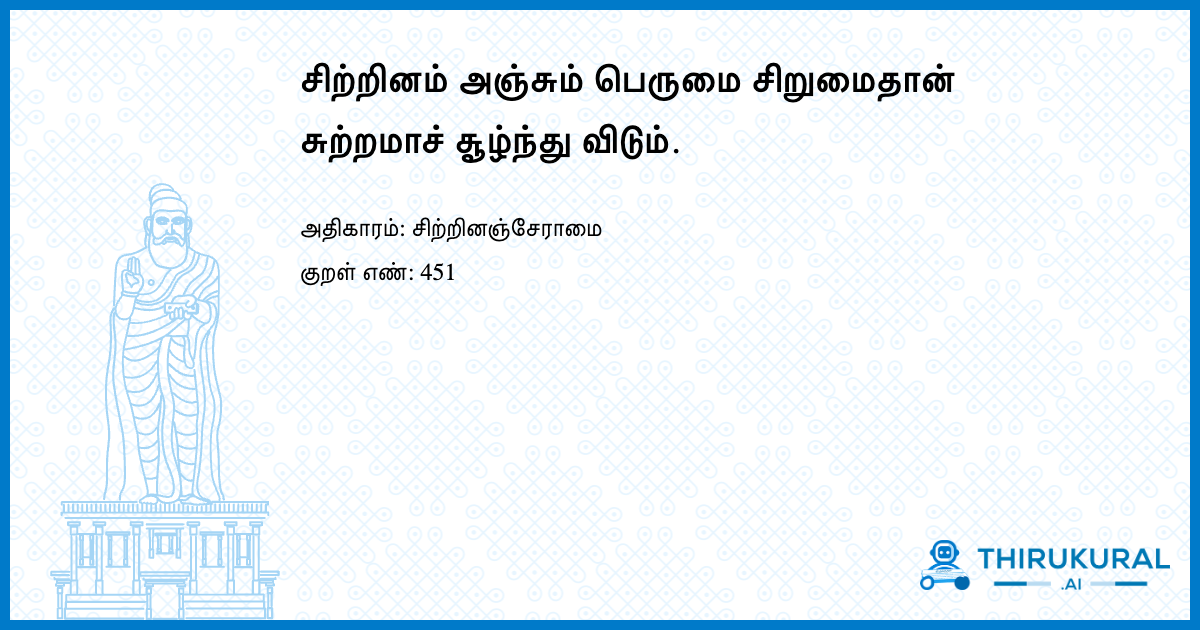 சிற்றினம் அஞ்சும் பெருமை சிறுமைதான்
சுற்றமாச் சூழ்ந்து விடும்.
அதிகாரம்: சிற்றினஞ்சேராமை
குறள் எண்: 451
THIRUKURAL
.AI